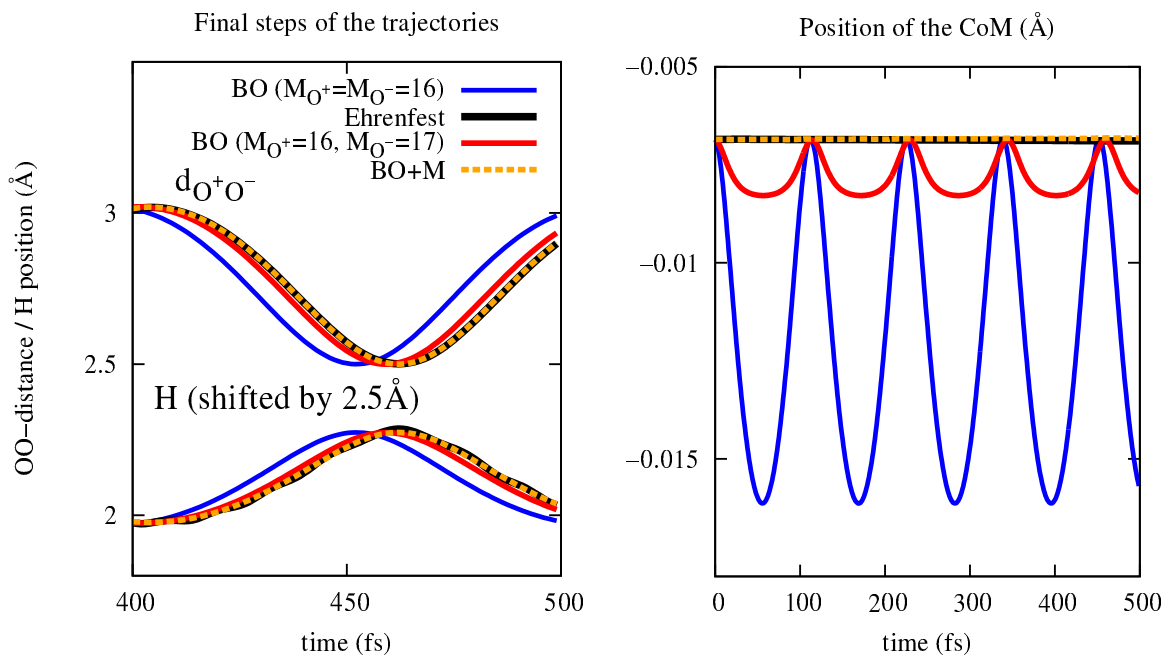 Final steps of the trajectories
BO (M_O⁺=M_O⁻=16)
Ehrenfest
BO (M_O⁺=16, M_O⁻=17)
BO+M
d_O⁺O⁻
H (shifted by 2.5Å)
OO−distance / H position (Å)
3
2.5
2
400
450
500
time (fs)
Position of the CoM (Å)
−0.005
−0.01
−0.015
0
100
200
300
400
500
time (fs)